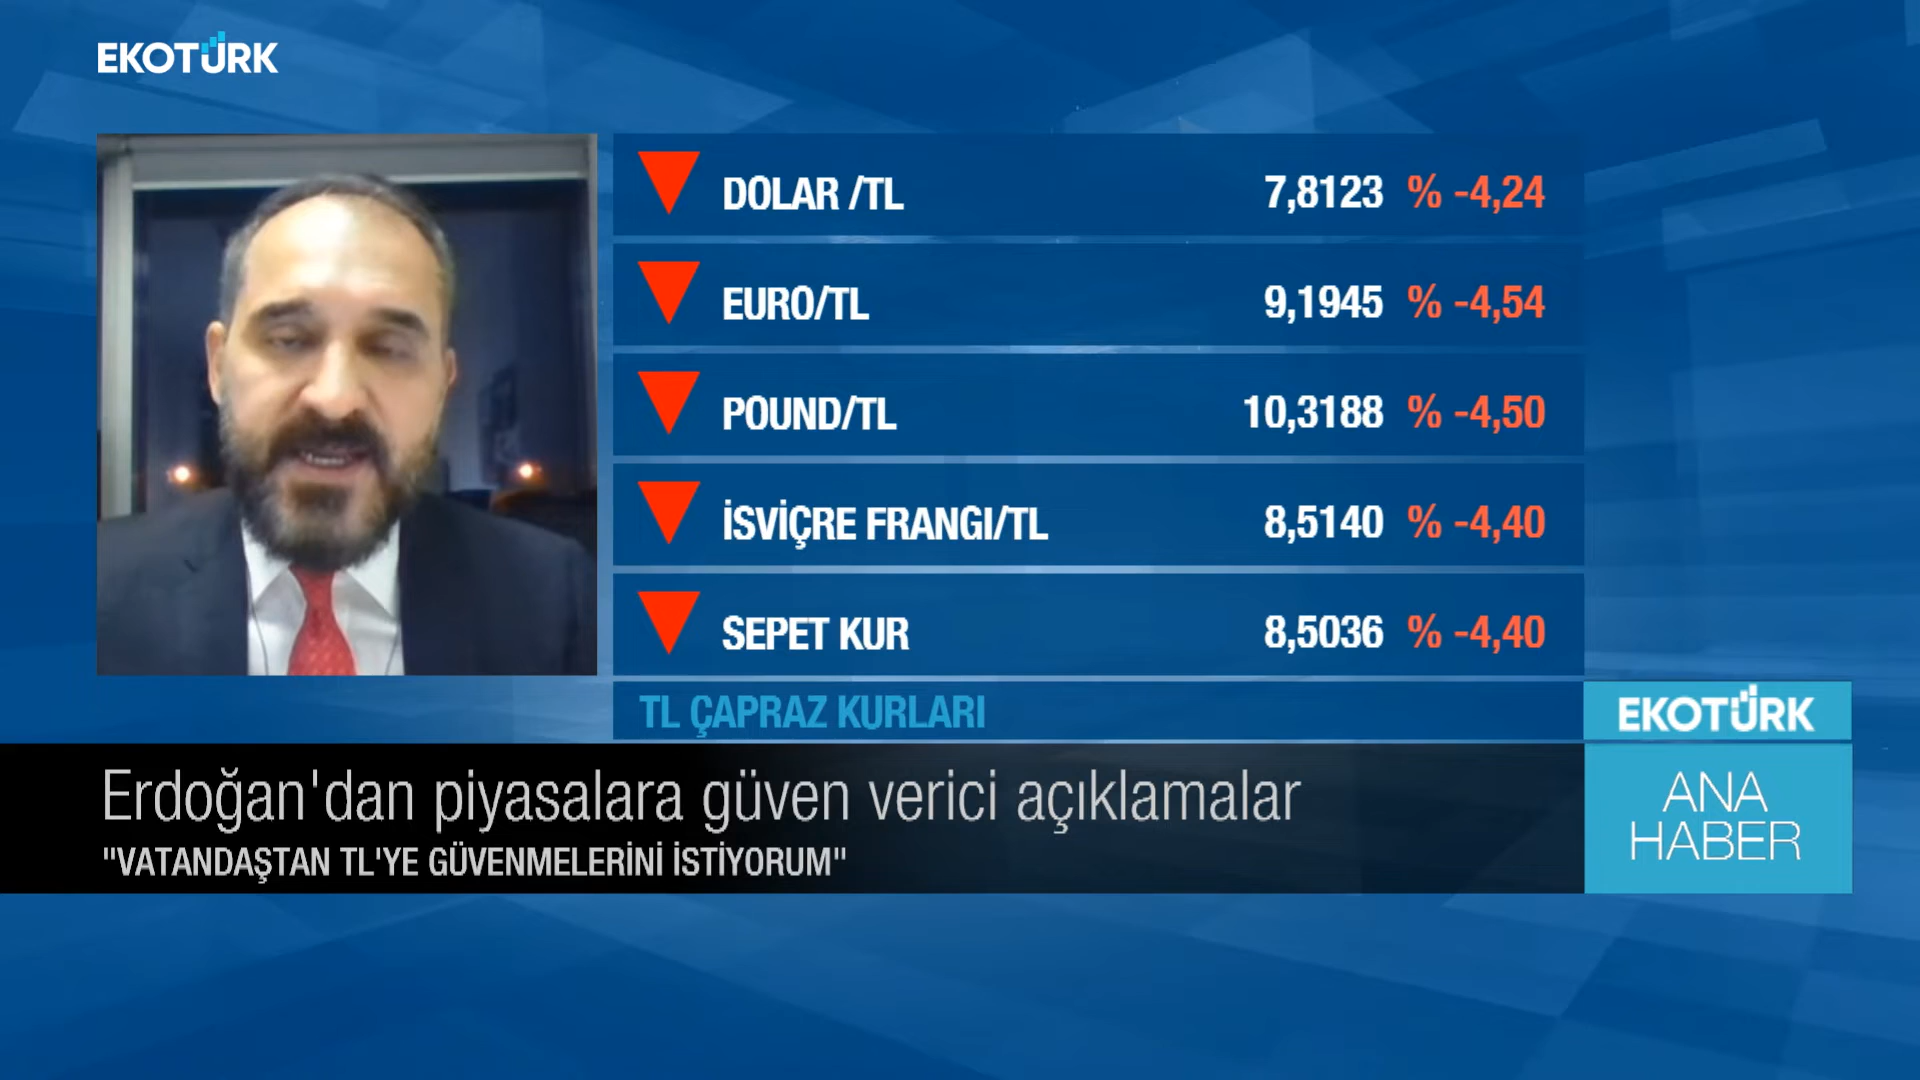 EKOTÜRK
DOLAR /TL 7,8123 % -4,24
EURO/TL 9,1945 % -4,54
POUND/TL 10,3188 % -4,50
İSVİÇRE FRANGI/TL 8,5140 % -4,40
SEPET KUR 8,5036 % -4,40
TL ÇAPRAZ KURLARI
EKOTÜRK
Erdoğan'dan piyasalara güven verici açıklamalar
"VATANDAŞTAN TL'YE GÜVENMELERİNİ İSTİYORUM"
ANA
HABER